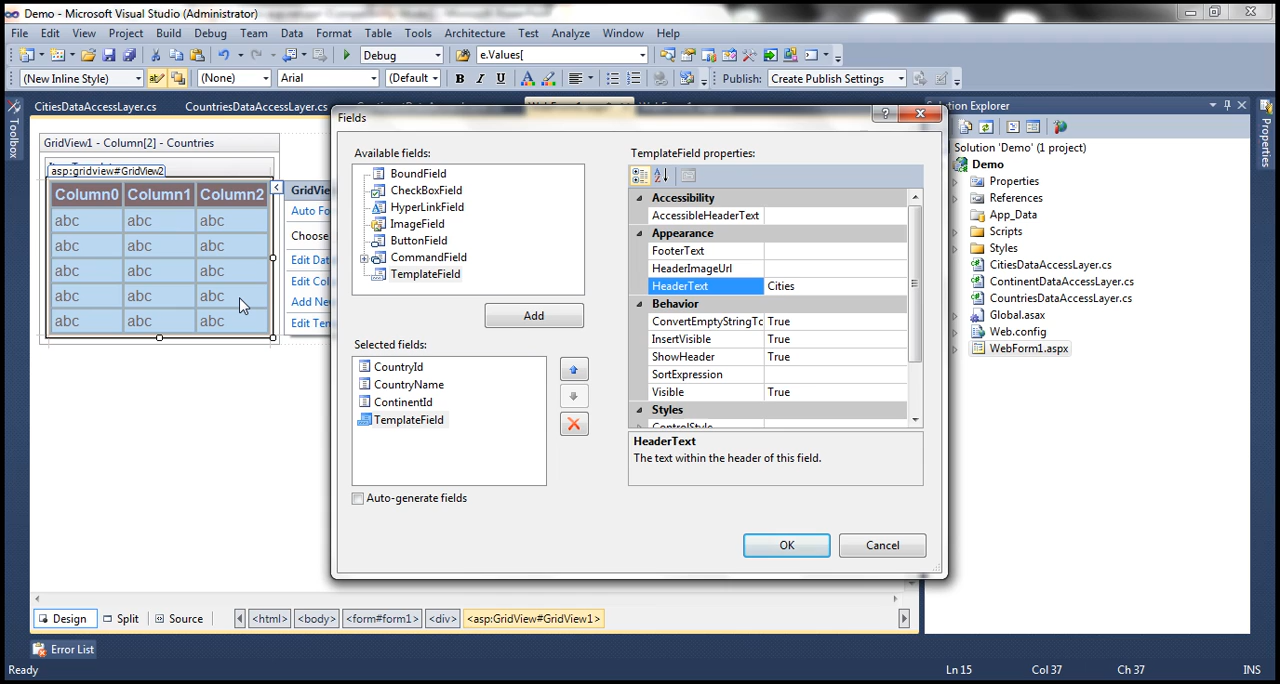 Demo - Microsoft Visual Studio (Administrator)
File Edit View Project Build Debug Team Data Format Table Tools Architecture Test Analyze Window Help
Debug e.Values[
(New Inline Style) (None) Arial (Default B I U A Publish: Create Publish Settings
CitiesDataAccessLayer.cs CountriesDataAccessLayer.cs
Toolbox
GridView1 - Column[2] - Countries
asp:gridview#GridView2
Column0 Column1 Column2
abc abc abc
abc abc abc
abc abc abc
abc abc abc
abc abc abc
GridVie
Auto Fo
Choose
Edit Dat
Edit Col
Add Nev
Edit Ten
Fields
Available fields:
BoundField
CheckBoxField
HyperLinkField
ImageField
ButtonField
CommandField
TemplateField
Add
Selected fields:
CountryId
CountryName
ContinentId
TemplateField
Auto-generate fields
TemplateField properties:
Accessibility
AccessibleHeaderText
Appearance
FooterText
HeaderImageUrl
HeaderText Cities
Behavior
ConvertEmptyStringTo True
InsertVisible True
ShowHeader True
SortExpression
Visible True
Styles
ControlStyle
HeaderText
The text within the header of this field.
OK Cancel
Solution Explorer
Solution 'Demo' (1 project)
Demo
Properties
References
App_Data
Scripts
Styles
CitiesDataAccessLayer.cs
ContinentDataAccessLayer.cs
CountriesDataAccessLayer.cs
Global.asax
Web.config
WebForm1.aspx
Properties
Design Split Source <html> <body> <form#form1> <div> <asp:GridView#GridView1>
Error List
Ready Ln 15 Col 37 Ch 37 INS